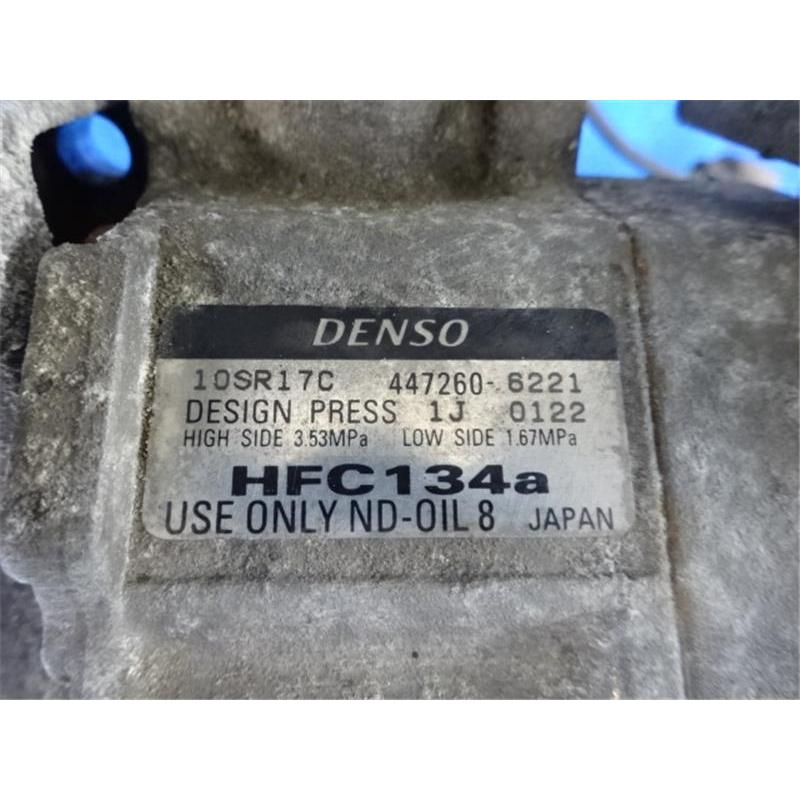 DENSO
10SR17C 447260-6221
DESIGN PRESS 1J 0122
HIGH SIDE 3.53MPa LOW SIDE 1.67MPa
HFC134a
USE ONLY ND-OIL 8 JAPAN